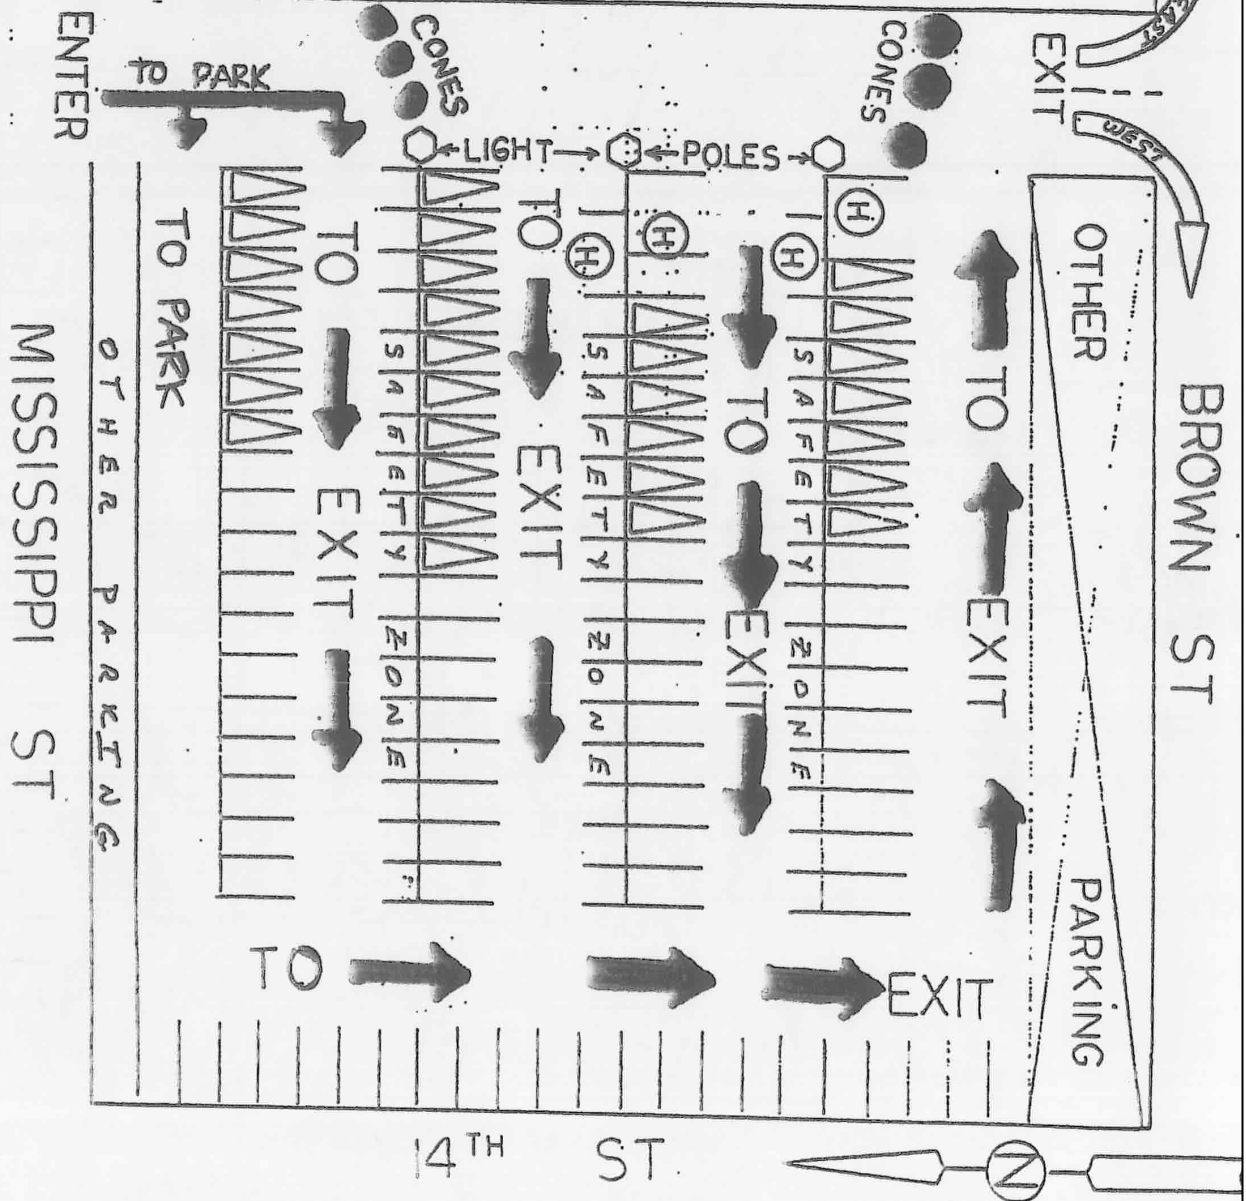 EAST
EXIT
WEST
CONES
CONES
ENTER
TO PARK
LIGHT
POLES
H
H
H
H
OTHER
PARKING
BROWN ST
TO EXIT
TO EXIT
TO EXIT
TO EXIT
SAFETY ZONE
SAFETY ZONE
SAFETY ZONE
TO PARK
OTHER PARKING
MISSISSIPPI ST
TO
EXIT
14TH ST.
N